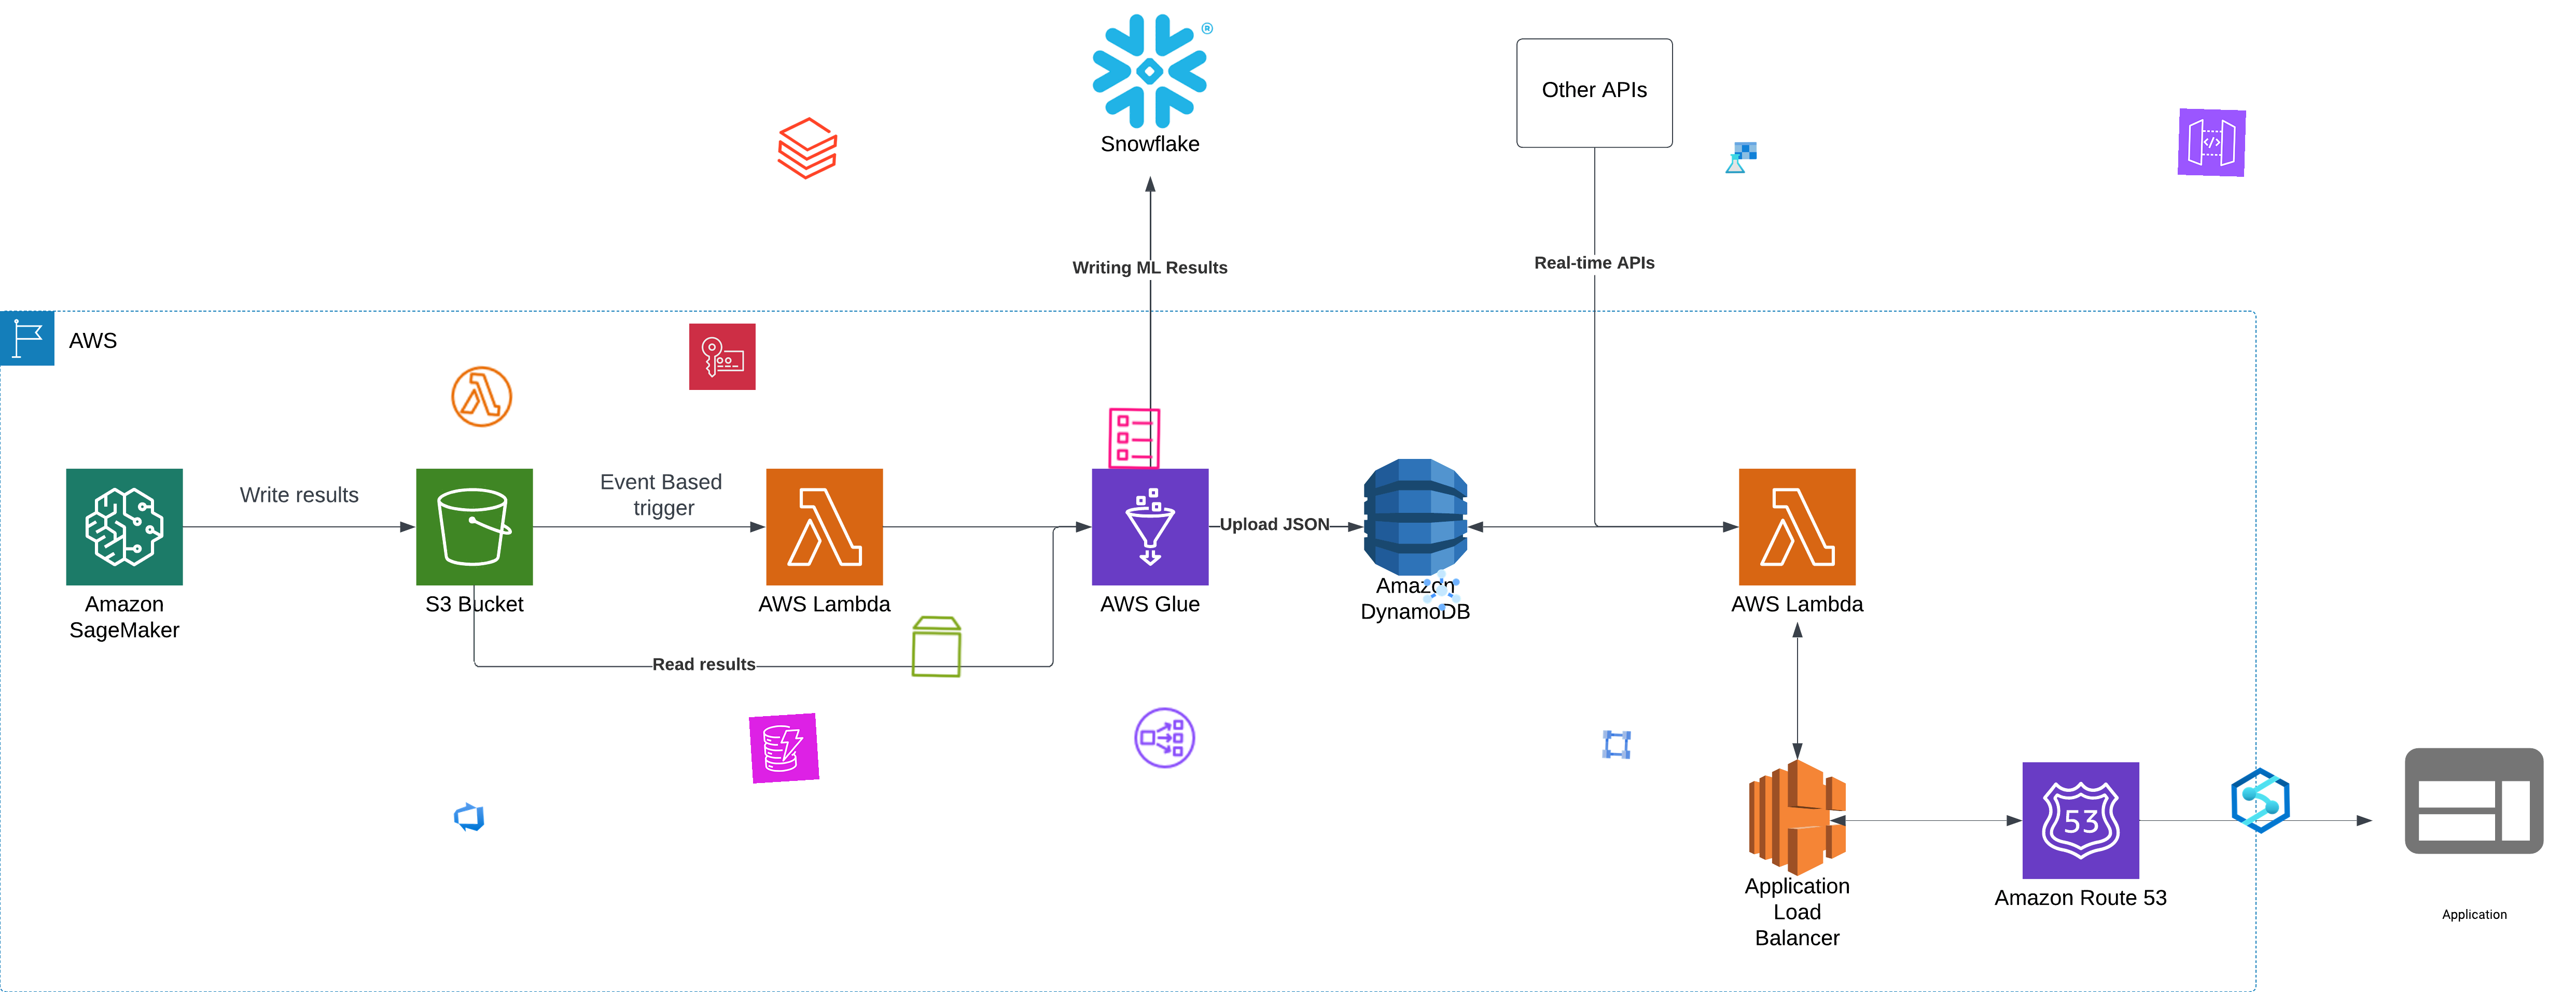 ®
Snowflake
Other APIs
Writing ML Results
Real-time APIs
AWS
Write results
Event Based
trigger
Upload JSON
Amazon
SageMaker
S3 Bucket
AWS Lambda
AWS Glue
Amazon
DynamoDB
AWS Lambda
Read results
53
Application
Load
Balancer
Amazon Route 53
Application